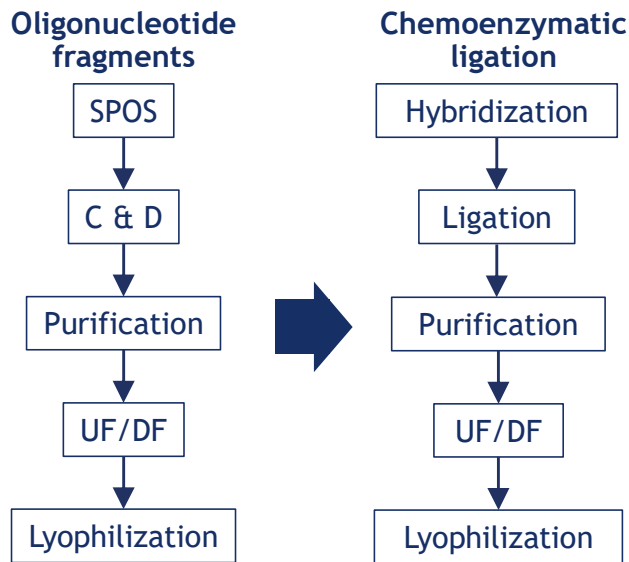 Oligonucleotide
fragments
SPOS
C & D
Purification
UF/DF
Lyophilization
Chemoenzymatic
ligation
Hybridization
Ligation
Purification
UF/DF
Lyophilization